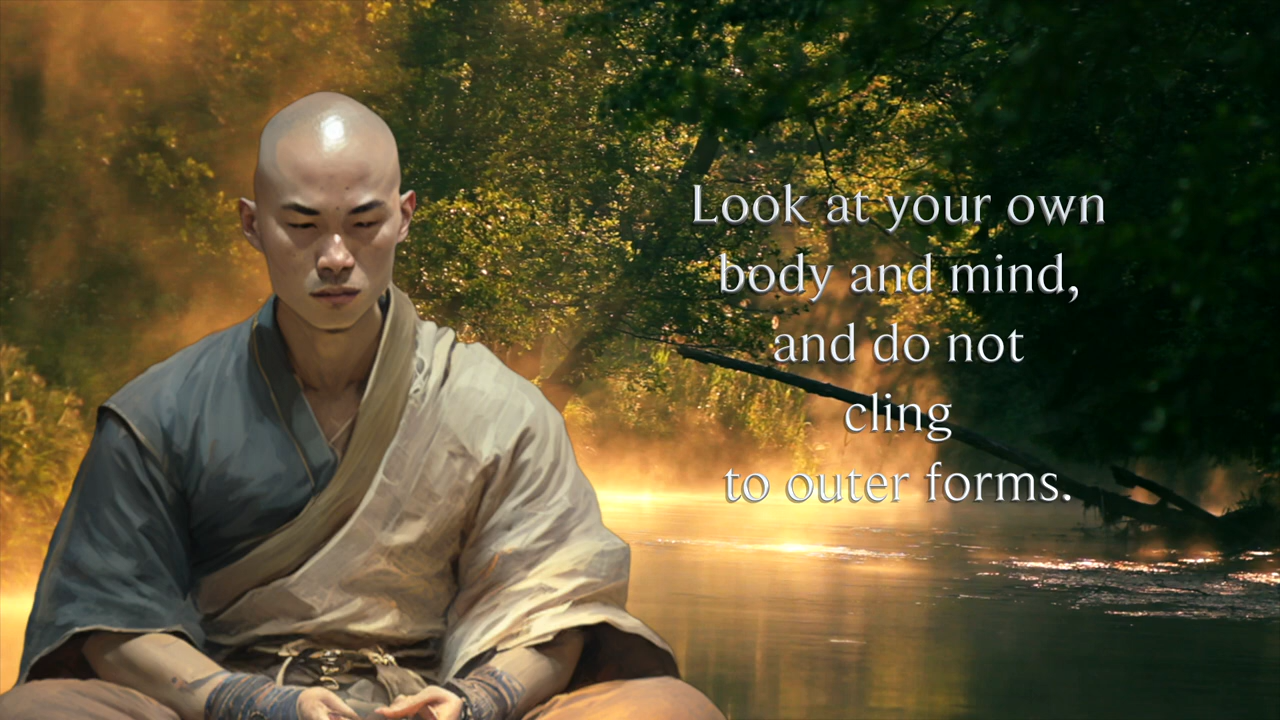 Look at your own
body and mind,
and do not
cling
to outer forms.